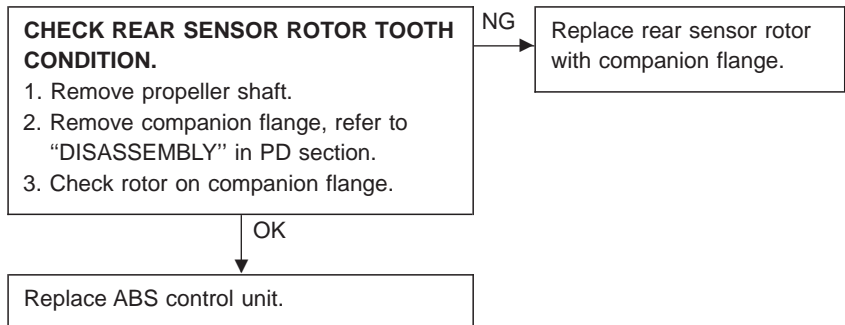 CHECK REAR SENSOR ROTOR TOOTH
CONDITION.
1. Remove propeller shaft.
2. Remove companion flange, refer to
‘‘DISASSEMBLY’’ in PD section.
3. Check rotor on companion flange.
NG
Replace rear sensor rotor
with companion flange.
OK
Replace ABS control unit.